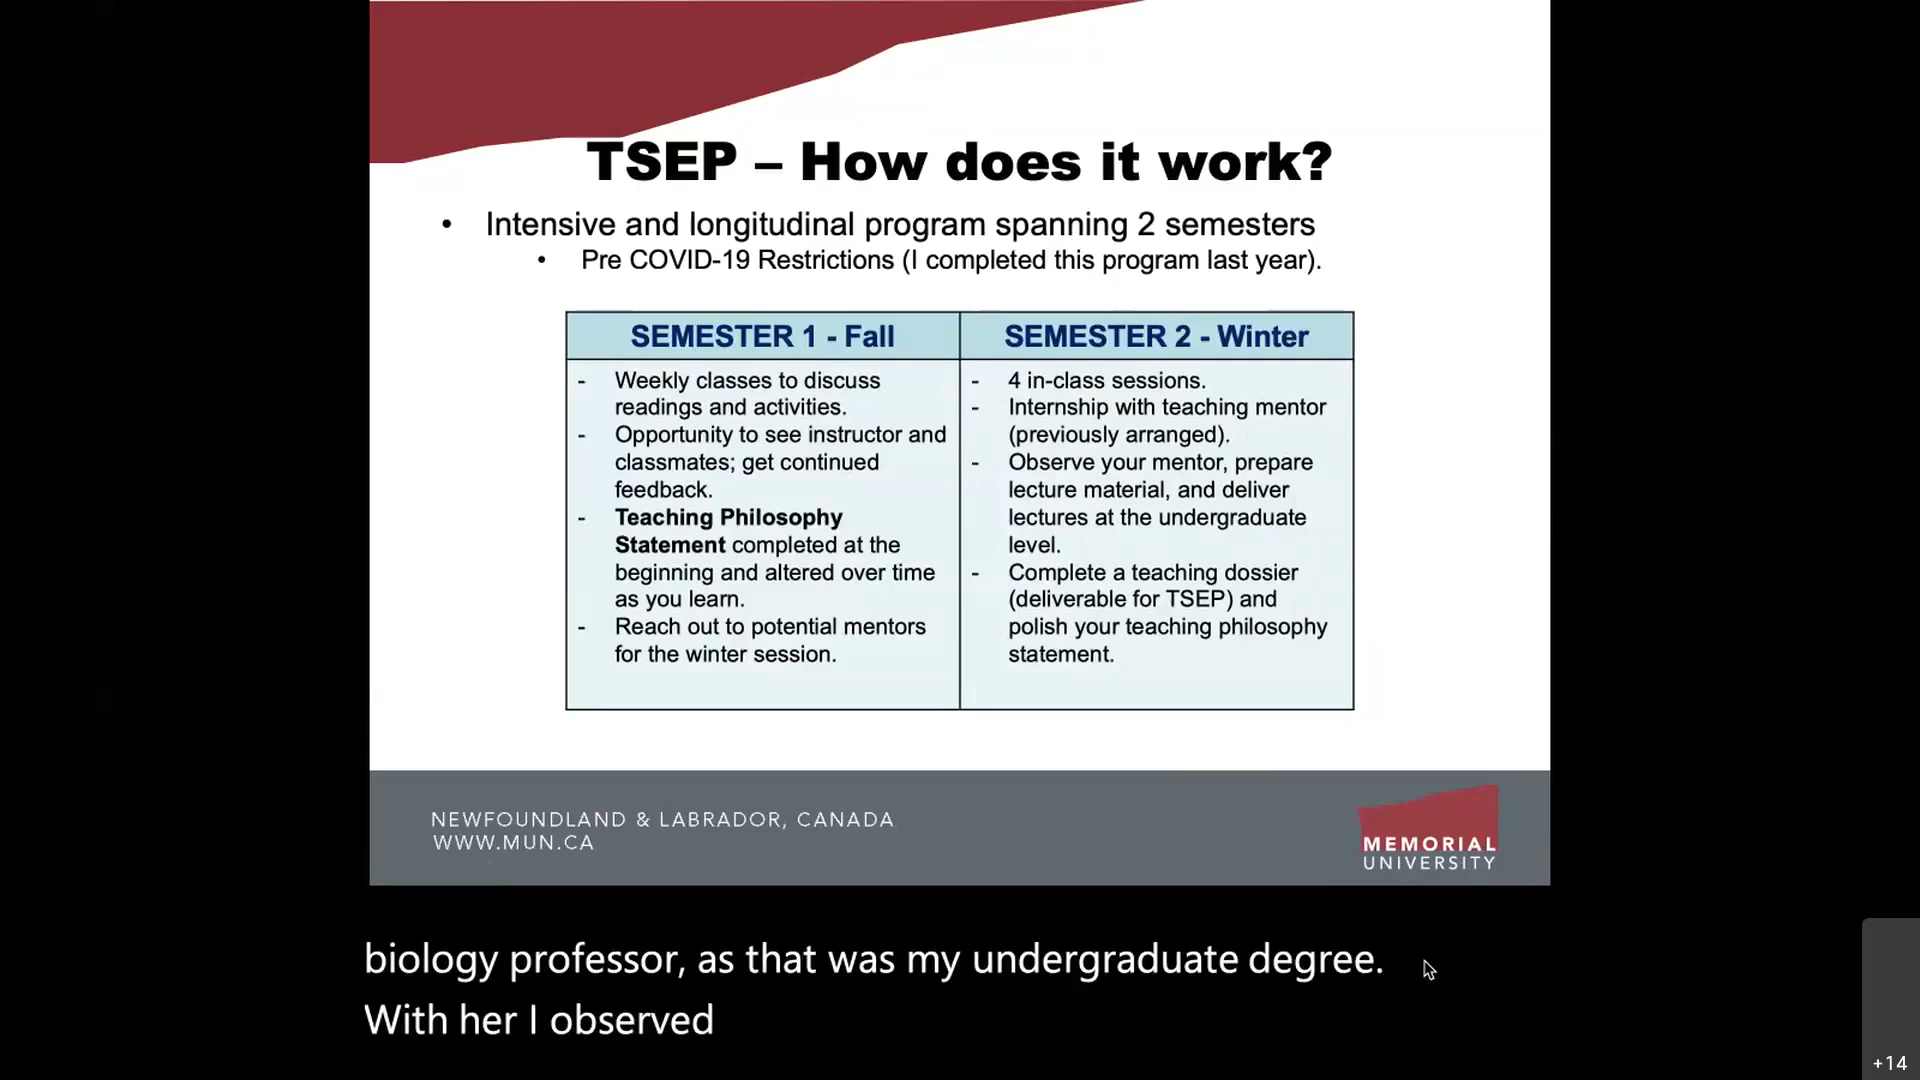 TSEP – How does it work?
• Intensive and longitudinal program spanning 2 semesters
• Pre COVID-19 Restrictions (I completed this program last year).
SEMESTER 1 - Fall
- Weekly classes to discuss
readings and activities.
- Opportunity to see instructor and
classmates; get continued
feedback.
- Teaching Philosophy
Statement completed at the
beginning and altered over time
as you learn.
- Reach out to potential mentors
for the winter session.
SEMESTER 2 - Winter
- 4 in-class sessions.
- Internship with teaching mentor
(previously arranged).
- Observe your mentor, prepare
lecture material, and deliver
lectures at the undergraduate
level.
- Complete a teaching dossier
(deliverable for TSEP) and
polish your teaching philosophy
statement.
NEWFOUNDLAND & LABRADOR, CANADA
WWW.MUN.CA
MEMORIAL
UNIVERSITY
biology professor, as that was my undergraduate degree.
With her I observed
+14